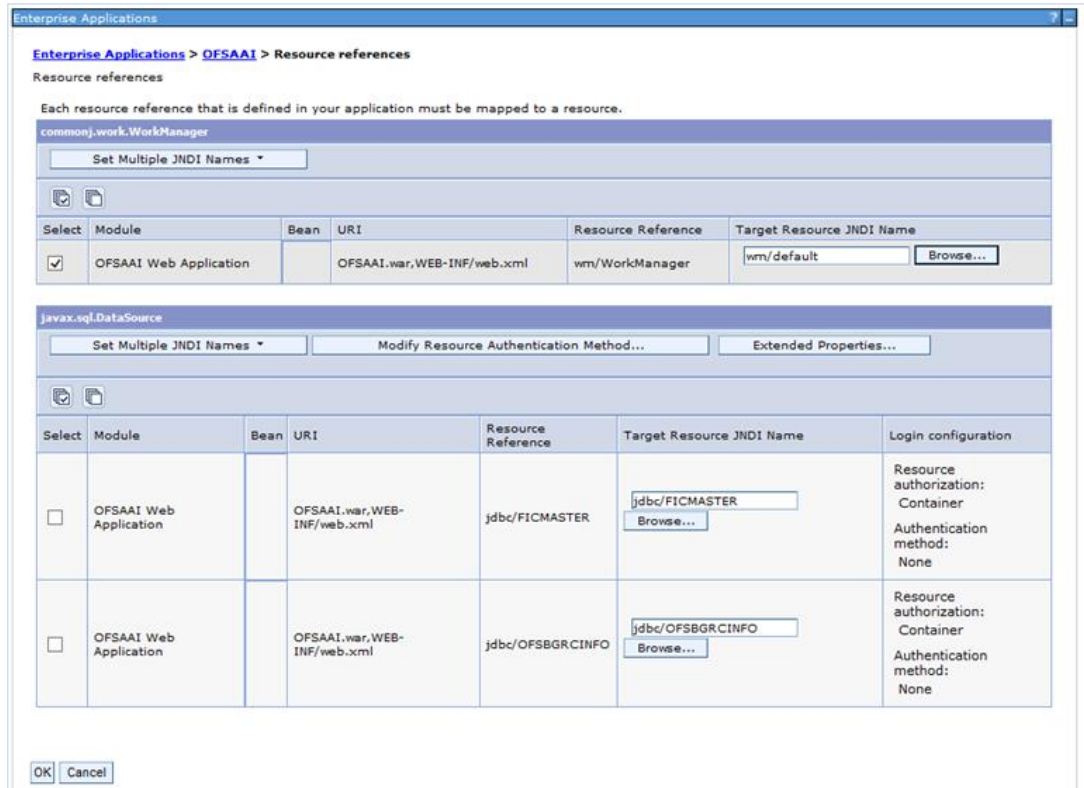 Enterprise Applications ? –
Enterprise Applications > OFSAAI > Resource references
Resource references
Each resource reference that is defined in your application must be mapped to a resource.
commonj.work.WorkManager
Set Multiple JNDI Names
Select Module Bean URI Resource Reference Target Resource JNDI Name
OFSAAI Web Application OFSAAI.war,WEB-INF/web.xml wm/WorkManager wm/default Browse...
javax.sql.DataSource
Set Multiple JNDI Names Modify Resource Authentication Method... Extended Properties...
Select Module Bean URI Resource
Reference Target Resource JNDI Name Login configuration
OFSAAI Web
Application
OFSAAI.war,WEB-
INF/web.xml
jdbc/FICMASTER
jdbc/FICMASTER
Browse...
Resource
authorization:
Container
Authentication
method:
None
OFSAAI Web
Application
OFSAAI.war,WEB-
INF/web.xml
jdbc/OFSBGRCINFO
jdbc/OFSBGRCINFO
Browse...
Resource
authorization:
Container
Authentication
method:
None
OK Cancel